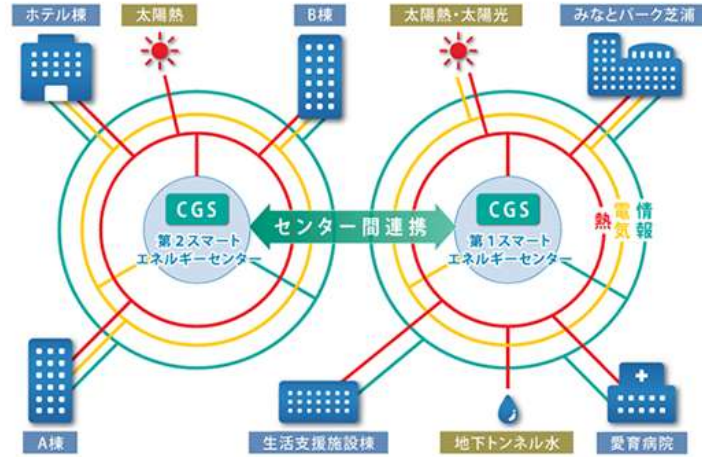 ホテル棟
太陽熱
B棟
太陽熱・太陽光
みなとパーク芝浦
CGS
第2スマート
エネルギーセンター
センター間連携
CGS
第1スマート
エネルギーセンター
熱
電気
情報
A棟
生活支援施設棟
地下トンネル水
愛育病院